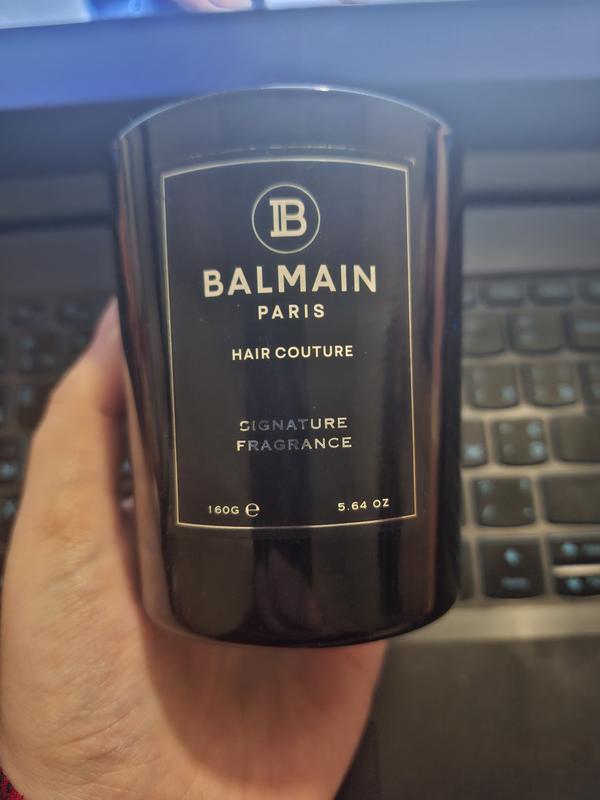 B
BALMAIN
PARIS
HAIR COUTURE
SIGNATURE
FRAGRANCE
160G ℮ 5.64 OZ